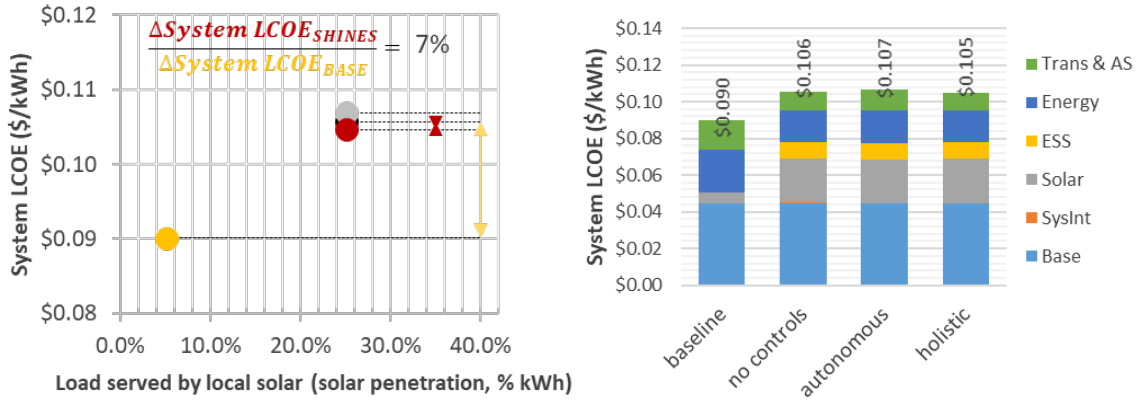 $0.12
$0.11
$0.10
$0.09
$0.08
System LCOE ($/kWh)
ΔSystem LCOE_SHINES
ΔSystem LCOE_BASE
= 7%
0.0% 10.0% 20.0% 30.0% 40.0%
Load served by local solar (solar penetration, % kWh)
$0.14
$0.12
$0.10
$0.08
$0.06
$0.04
$0.02
$0.00
System LCOE ($/kWh)
$0.090
$0.106
$0.107
$0.105
baseline
no controls
autonomous
holistic
Trans & AS
Energy
ESS
Solar
SysInt
Base